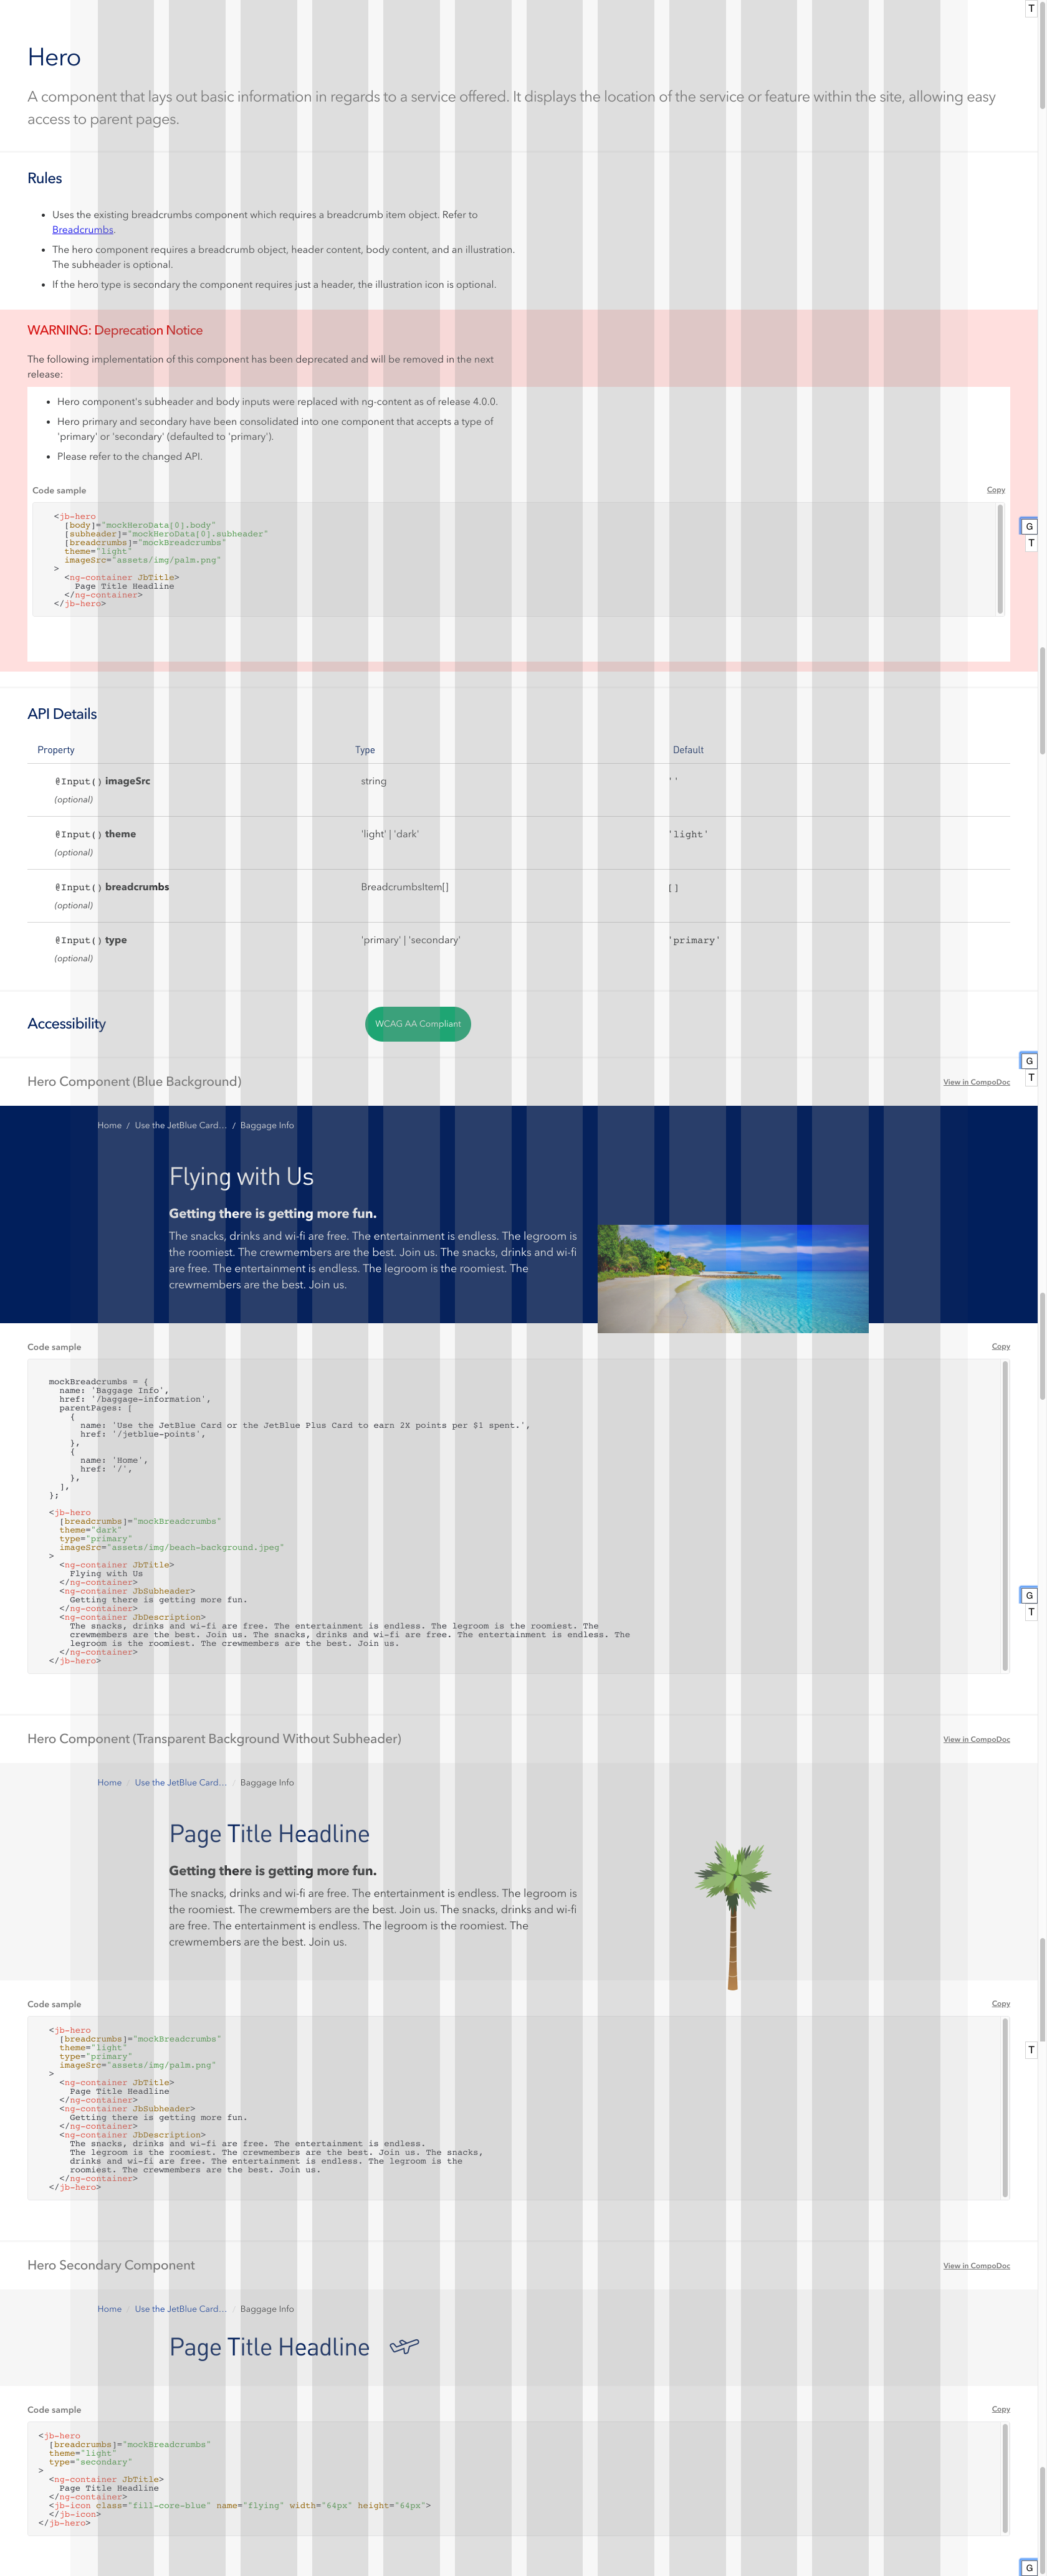 T
Hero
A component that lays out basic information in regards to a service offered. It displays the location of the service or feature within the site, allowing easy
access to parent pages.
Rules
• Uses the existing breadcrumbs component which requires a breadcrumb item object. Refer to
Breadcrumbs.
• The hero component requires a breadcrumb object, header content, body content, and an illustration.
The subheader is optional.
• If the hero type is secondary the component requires just a header, the illustration icon is optional.
WARNING: Deprecation Notice
The following implementation of this component has been deprecated and will be removed in the next
release:
• Hero component's subheader and body inputs were replaced with ng-content as of release 4.0.0.
• Hero primary and secondary have been consolidated into one component that accepts a type of
'primary' or 'secondary' (defaulted to 'primary').
• Please refer to the changed API.
Code sample
Copy
<jb-hero
[body]="mockHeroData[0].body"
[subheader]="mockHeroData[0].subheader"
[breadcrumbs]="mockBreadcrumbs"
theme="light"
imageSrc="assets/img/palm.png"
>
<ng-container JbTitle>
Page Title Headline
</ng-container>
</jb-hero>
G
T
API Details
Property Type Default
@Input() imageSrc string ''
(optional)
@Input() theme 'light' | 'dark' 'light'
(optional)
@Input() breadcrumbs BreadcrumbsItem[] []
(optional)
@Input() type 'primary' | 'secondary' 'primary'
(optional)
Accessibility WCAG AA Compliant
G
T
Hero Component (Blue Background)
View in CompoDoc
Home / Use the JetBlue Card... / Baggage Info
Flying with Us
Getting there is getting more fun.
The snacks, drinks and wi-fi are free. The entertainment is endless. The legroom is
the roomiest. The crewmembers are the best. Join us. The snacks, drinks and wi-fi
are free. The entertainment is endless. The legroom is the roomiest. The
crewmembers are the best. Join us.
Code sample
Copy
mockBreadcrumbs = {
name: 'Baggage Info',
href: '/baggage-information',
parentPages: [
{
name: 'Use the JetBlue Card or the JetBlue Plus Card to earn 2X points per $1 spent.',
href: '/jetblue-points',
},
{
name: 'Home',
href: '/',
},
],
};
<jb-hero
[breadcrumbs]="mockBreadcrumbs"
theme="dark"
type="primary"
imageSrc="assets/img/beach-background.jpeg"
>
<ng-container JbTitle>
Flying with Us
</ng-container>
<ng-container JbSubheader>
Getting there is getting more fun.
</ng-container>
<ng-container JbDescription>
The snacks, drinks and wi-fi are free. The entertainment is endless. The legroom is the roomiest. The
crewmembers are the best. Join us. The snacks, drinks and wi-fi are free. The entertainment is endless. The
legroom is the roomiest. The crewmembers are the best. Join us.
</ng-container>
</jb-hero>
G
T
Hero Component (Transparent Background Without Subheader)
View in CompoDoc
Home / Use the JetBlue Card... / Baggage Info
Page Title Headline
Getting there is getting more fun.
The snacks, drinks and wi-fi are free. The entertainment is endless. The legroom is
the roomiest. The crewmembers are the best. Join us. The snacks, drinks and wi-fi
are free. The entertainment is endless. The legroom is the roomiest. The
crewmembers are the best. Join us.
Code sample
Copy
<jb-hero
[breadcrumbs]="mockBreadcrumbs"
theme="light"
type="primary"
imageSrc="assets/img/palm.png"
>
<ng-container JbTitle>
Page Title Headline
</ng-container>
<ng-container JbSubheader>
Getting there is getting more fun.
</ng-container>
<ng-container JbDescription>
The snacks, drinks and wi-fi are free. The entertainment is endless.
The legroom is the roomiest. The crewmembers are the best. Join us. The snacks,
drinks and wi-fi are free. The entertainment is endless. The legroom is the
roomiest. The crewmembers are the best. Join us.
</ng-container>
</jb-hero>
T
Hero Secondary Component
View in CompoDoc
Home / Use the JetBlue Card... / Baggage Info
Page Title Headline
Code sample
Copy
<jb-hero
[breadcrumbs]="mockBreadcrumbs"
theme="light"
type="secondary"
>
<ng-container JbTitle>
Page Title Headline
</ng-container>
<jb-icon class="fill-core-blue" name="flying" width="64px" height="64px">
</jb-icon>
</jb-hero>
G